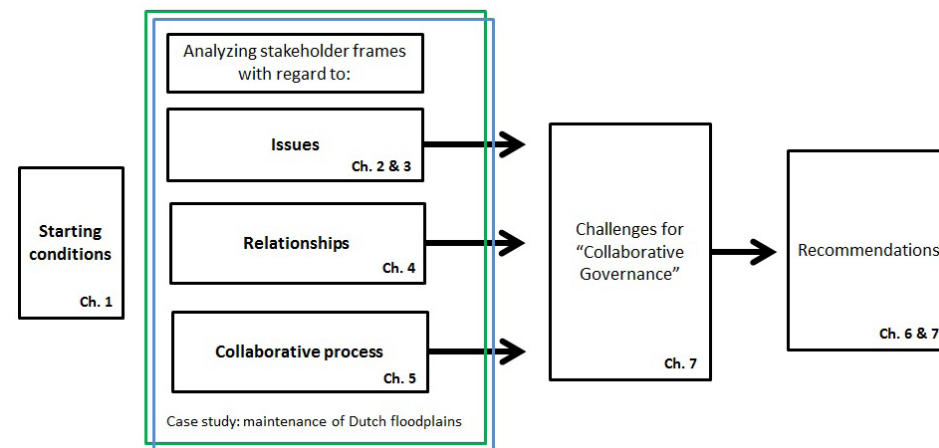 Starting
conditions
Ch. 1
Analyzing stakeholder frames
with regard to:
Issues
Ch. 2 & 3
Relationships
Ch. 4
Collaborative process
Ch. 5
Case study: maintenance of Dutch floodplains
Challenges for
“Collaborative
Governance”
Ch. 7
Recommendations
Ch. 6 & 7